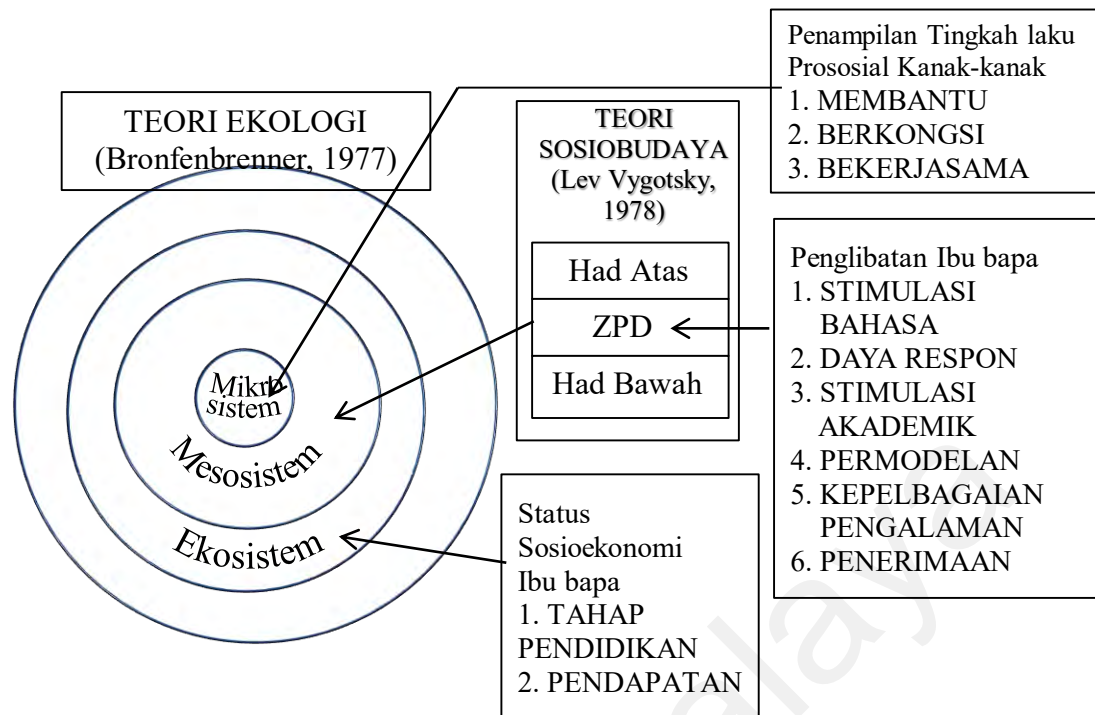 TEORI EKOLOGI
(Bronfenbrenner, 1977)
Mikro
sistem
Mesosistem
Ekosistem
TEORI
SOSIOBUDAYA
(Lev Vygotsky,
1978)
Had Atas
ZPD
Had Bawah
Penampilan Tingkah laku
Prososial Kanak-kanak
1. MEMBANTU
2. BERKONGSI
3. BEKERJASAMA
Penglibatan Ibu bapa
1. STIMULASI
BAHASA
2. DAYA RESPON
3. STIMULASI
AKADEMIK
4. PERMODELAN
5. KEPELBAGAIAN
PENGALAMAN
6. PENERIMAAN
Status
Sosioekonomi
Ibu bapa
1. TAHAP
PENDIDIKAN
2. PENDAPATAN
alaya